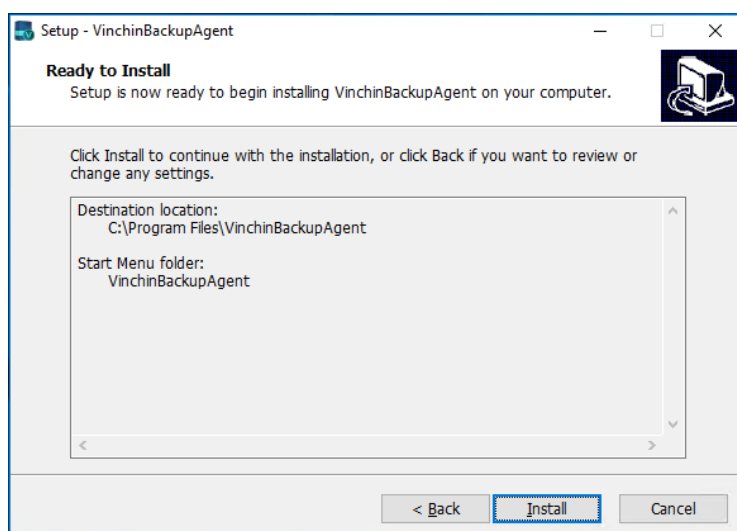 Setup - VinchinBackupAgent
Ready to Install
Setup is now ready to begin installing VinchinBackupAgent on your computer.
Click Install to continue with the installation, or click Back if you want to review or
change any settings.
Destination location:
C:\Program Files\VinchinBackupAgent
Start Menu folder:
VinchinBackupAgent
< Back
Install
Cancel